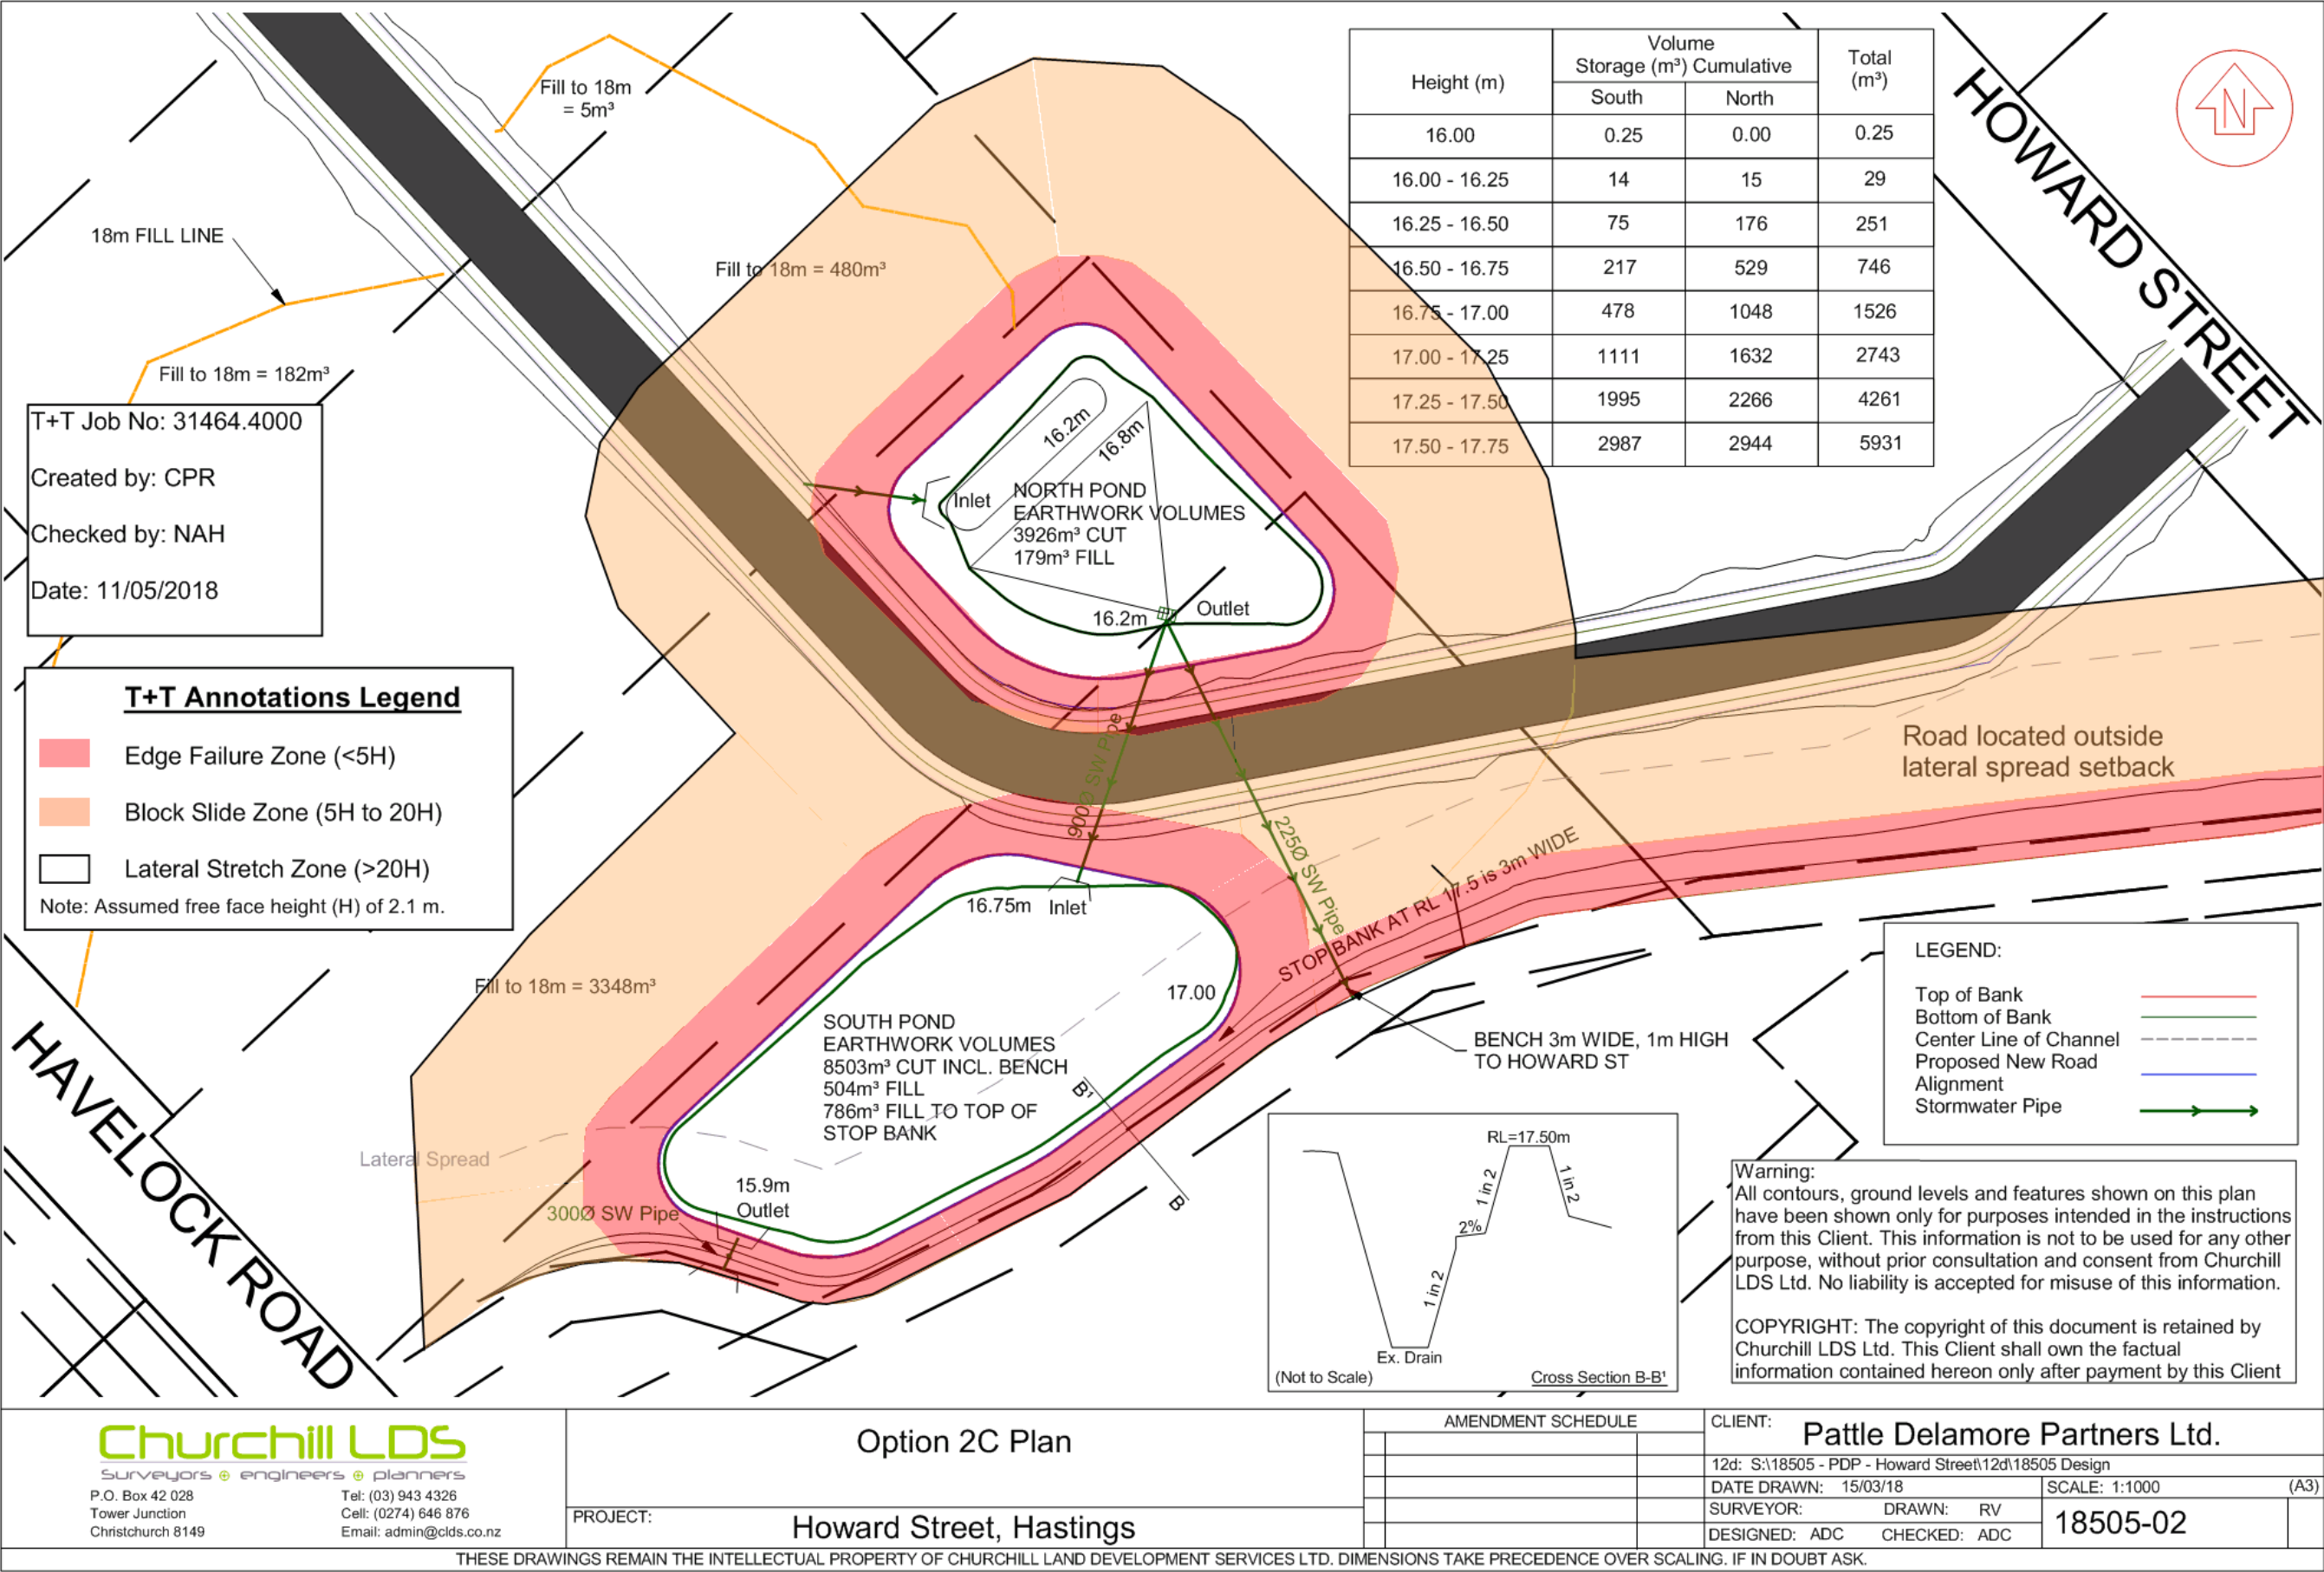 Fill to 18m
= 5m³
18m FILL LINE
Fill to 18m = 480m³
Fill to 18m = 182m³
T+T Job No: 31464.4000
Created by: CPR
Checked by: NAH
Date: 11/05/2018
T+T Annotations Legend
Edge Failure Zone (<5H)
Block Slide Zone (5H to 20H)
Lateral Stretch Zone (>20H)
Note: Assumed free face height (H) of 2.1 m.
Height (m) Volume Storage (m³) Cumulative Total (m³)
South North
16.00 0.25 0.00 0.25
16.00 - 16.25 14 15 29
16.25 - 16.50 75 176 251
16.50 - 16.75 217 529 746
16.75 - 17.00 478 1048 1526
17.00 - 17.25 1111 1632 2743
17.25 - 17.50 1995 2266 4261
17.50 - 17.75 2987 2944 5931
N
HOWARD STREET
16.2m
16.8m
Inlet
NORTH POND
EARTHWORK VOLUMES
3926m³ CUT
179m³ FILL
16.2m
Outlet
900Ø SW Pipe
225Ø SW Pipe
Road located outside
lateral spread setback
STOP BANK AT RL 17.5 is 3m WIDE
16.75m
Inlet
17.00
Fill to 18m = 3348m³
SOUTH POND
EARTHWORK VOLUMES
8503m³ CUT INCL. BENCH
504m³ FILL
786m³ FILL TO TOP OF
STOP BANK
B¹
B
BENCH 3m WIDE, 1m HIGH
TO HOWARD ST
Lateral Spread
15.9m
Outlet
300Ø SW Pipe
HAVELOCK ROAD
LEGEND:
Top of Bank
Bottom of Bank
Center Line of Channel
Proposed New Road
Alignment
Stormwater Pipe
RL=17.50m
1 in 2
1 in 2
2%
1 in 2
Ex. Drain
(Not to Scale)
Cross Section B-B¹
Warning:
All contours, ground levels and features shown on this plan
have been shown only for purposes intended in the instructions
from this Client. This information is not to be used for any other
purpose, without prior consultation and consent from Churchill
LDS Ltd. No liability is accepted for misuse of this information.
COPYRIGHT: The copyright of this document is retained by
Churchill LDS Ltd. This Client shall own the factual
information contained hereon only after payment by this Client
Churchill LDS
Surveyors engineers planners
P.O. Box 42 028
Tower Junction
Christchurch 8149
Tel: (03) 943 4326
Cell: (0274) 646 876
Email: admin@clds.co.nz
Option 2C Plan
PROJECT:
Howard Street, Hastings
AMENDMENT SCHEDULE
CLIENT: Pattle Delamore Partners Ltd.
12d: S:\18505 - PDP - Howard Street\12d\18505 Design
DATE DRAWN: 15/03/18
SCALE: 1:1000 (A3)
SURVEYOR: DRAWN: RV
DESIGNED: ADC CHECKED: ADC
18505-02
THESE DRAWINGS REMAIN THE INTELLECTUAL PROPERTY OF CHURCHILL LAND DEVELOPMENT SERVICES LTD. DIMENSIONS TAKE PRECEDENCE OVER SCALING. IF IN DOUBT ASK.